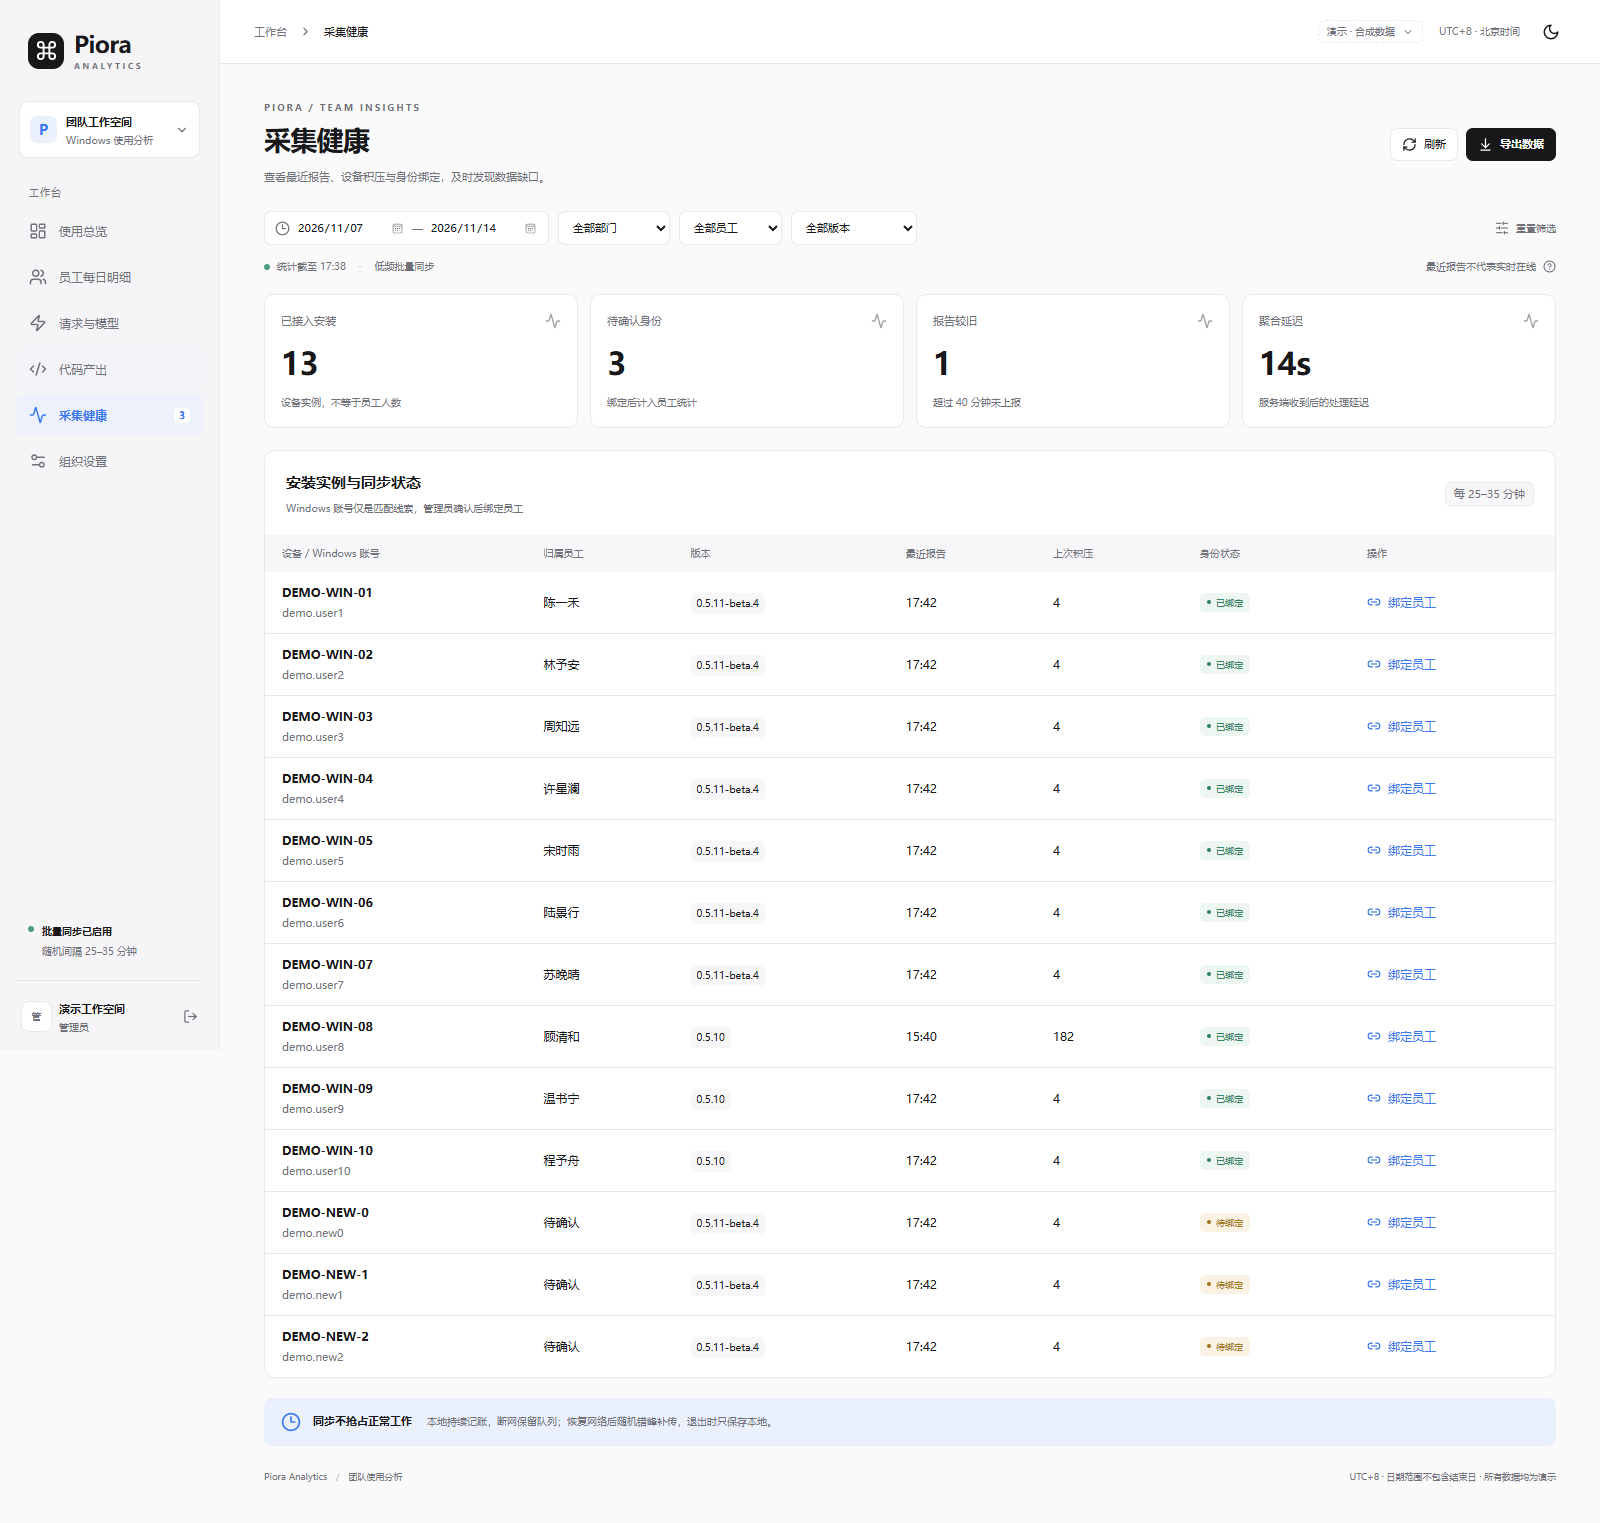 Piora
ANALYTICS
P
团队工作空间
Windows 使用分析
工作台
使用总览
员工每日明细
请求与模型
代码产出
采集健康
3
组织设置
批量同步已启用
随机间隔 25–35 分钟
管
演示工作空间
管理员
工作台
采集健康
演示 · 合成数据
UTC+8 · 北京时间
PIORA / TEAM INSIGHTS
采集健康
查看最近报告、设备积压与身份绑定，及时发现数据缺口。
刷新
导出数据
2026/11/07 — 2026/11/14
全部部门
全部员工
全部版本
重置筛选
统计截至 17:38 · 低频批量同步
最近报告不代表实时在线
已接入安装
13
设备实例，不等于员工人数
待确认身份
3
绑定后计入员工统计
报告较旧
1
超过 40 分钟未上报
聚合延迟
14s
服务端收到后的处理延迟
安装实例与同步状态
Windows 账号仅是匹配线索，管理员确认后绑定员工
每 25–35 分钟
设备 / Windows 账号 归属员工 版本 最近报告 上次积压 身份状态 操作
DEMO-WIN-01
demo.user1
陈一禾 0.5.11-beta.4 17:42 4 已绑定 绑定员工
DEMO-WIN-02
demo.user2
林予安 0.5.11-beta.4 17:42 4 已绑定 绑定员工
DEMO-WIN-03
demo.user3
周知远 0.5.11-beta.4 17:42 4 已绑定 绑定员工
DEMO-WIN-04
demo.user4
许星澜 0.5.11-beta.4 17:42 4 已绑定 绑定员工
DEMO-WIN-05
demo.user5
宋时雨 0.5.11-beta.4 17:42 4 已绑定 绑定员工
DEMO-WIN-06
demo.user6
陆景行 0.5.11-beta.4 17:42 4 已绑定 绑定员工
DEMO-WIN-07
demo.user7
苏晚晴 0.5.11-beta.4 17:42 4 已绑定 绑定员工
DEMO-WIN-08
demo.user8
顾清和 0.5.10 15:40 182 已绑定 绑定员工
DEMO-WIN-09
demo.user9
温书宁 0.5.10 17:42 4 已绑定 绑定员工
DEMO-WIN-10
demo.user10
程予舟 0.5.10 17:42 4 已绑定 绑定员工
DEMO-NEW-0
demo.new0
待确认 0.5.11-beta.4 17:42 4 待绑定 绑定员工
DEMO-NEW-1
demo.new1
待确认 0.5.11-beta.4 17:42 4 待绑定 绑定员工
DEMO-NEW-2
demo.new2
待确认 0.5.11-beta.4 17:42 4 待绑定 绑定员工
同步不抢占正常工作 本地持续记账，断网保留队列；恢复网络后随机错峰补传，退出时只保存本地。
Piora Analytics / 团队使用分析
UTC+8 · 日期范围不包含结束日 · 所有数据均为演示